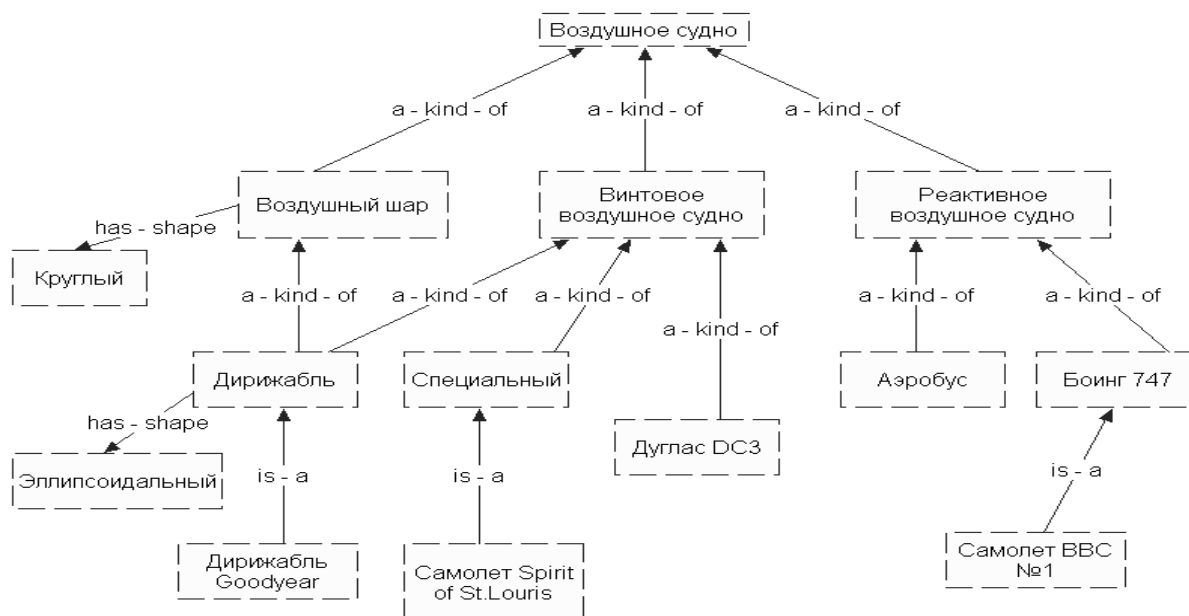 Воздушное судно
a - kind - of
a - kind - of
a - kind - of
Воздушный шар
Винтовое
воздушное судно
Реактивное
воздушное судно
has - shape
Круглый
a - kind - of
a - kind - of
a - kind - of
a - kind - of
a - kind - of
a - kind - of
Дирижабль
Специальный
Аэробус
Боинг 747
has - shape
Дуглас DC3
Эллипсоидальный
is - a
is - a
is - a
Дирижабль
Goodyear
Самолет Spirit
of St.Louris
Самолет ВВС
№1